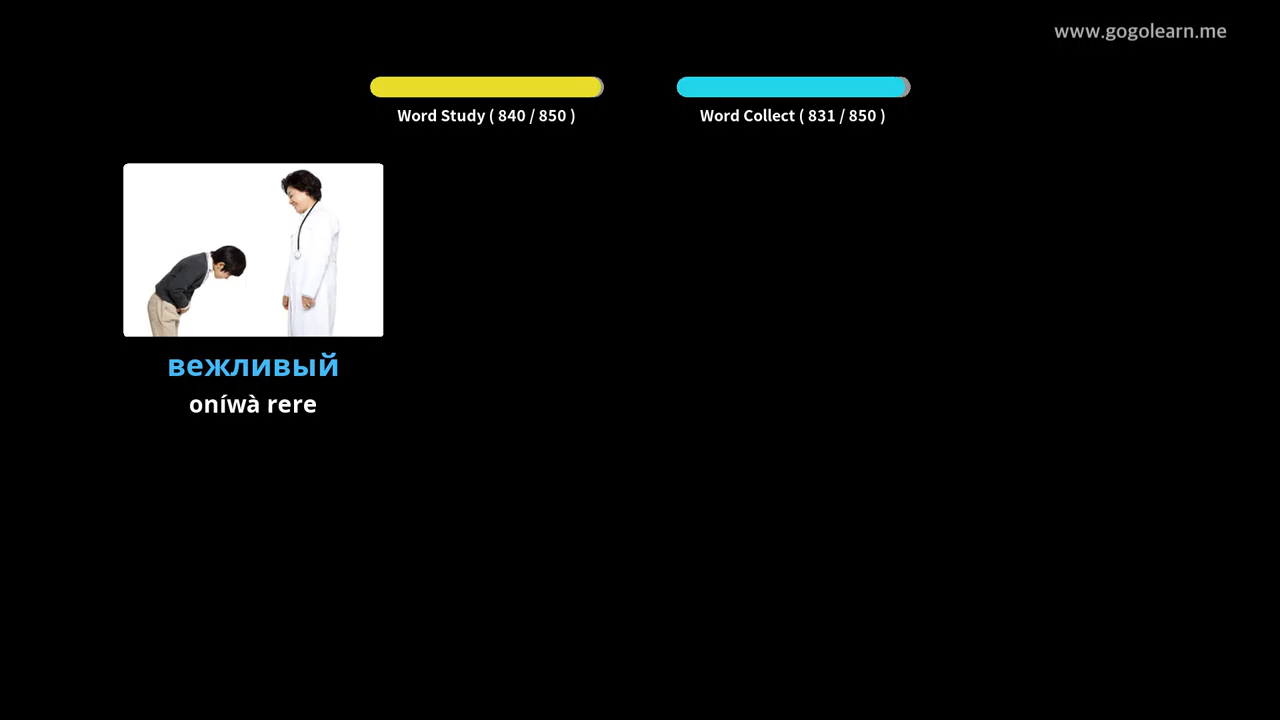 www.gogolearn.me
Word Study ( 840 / 850 )
Word Collect ( 831 / 850 )
вежливый
oníwà rere